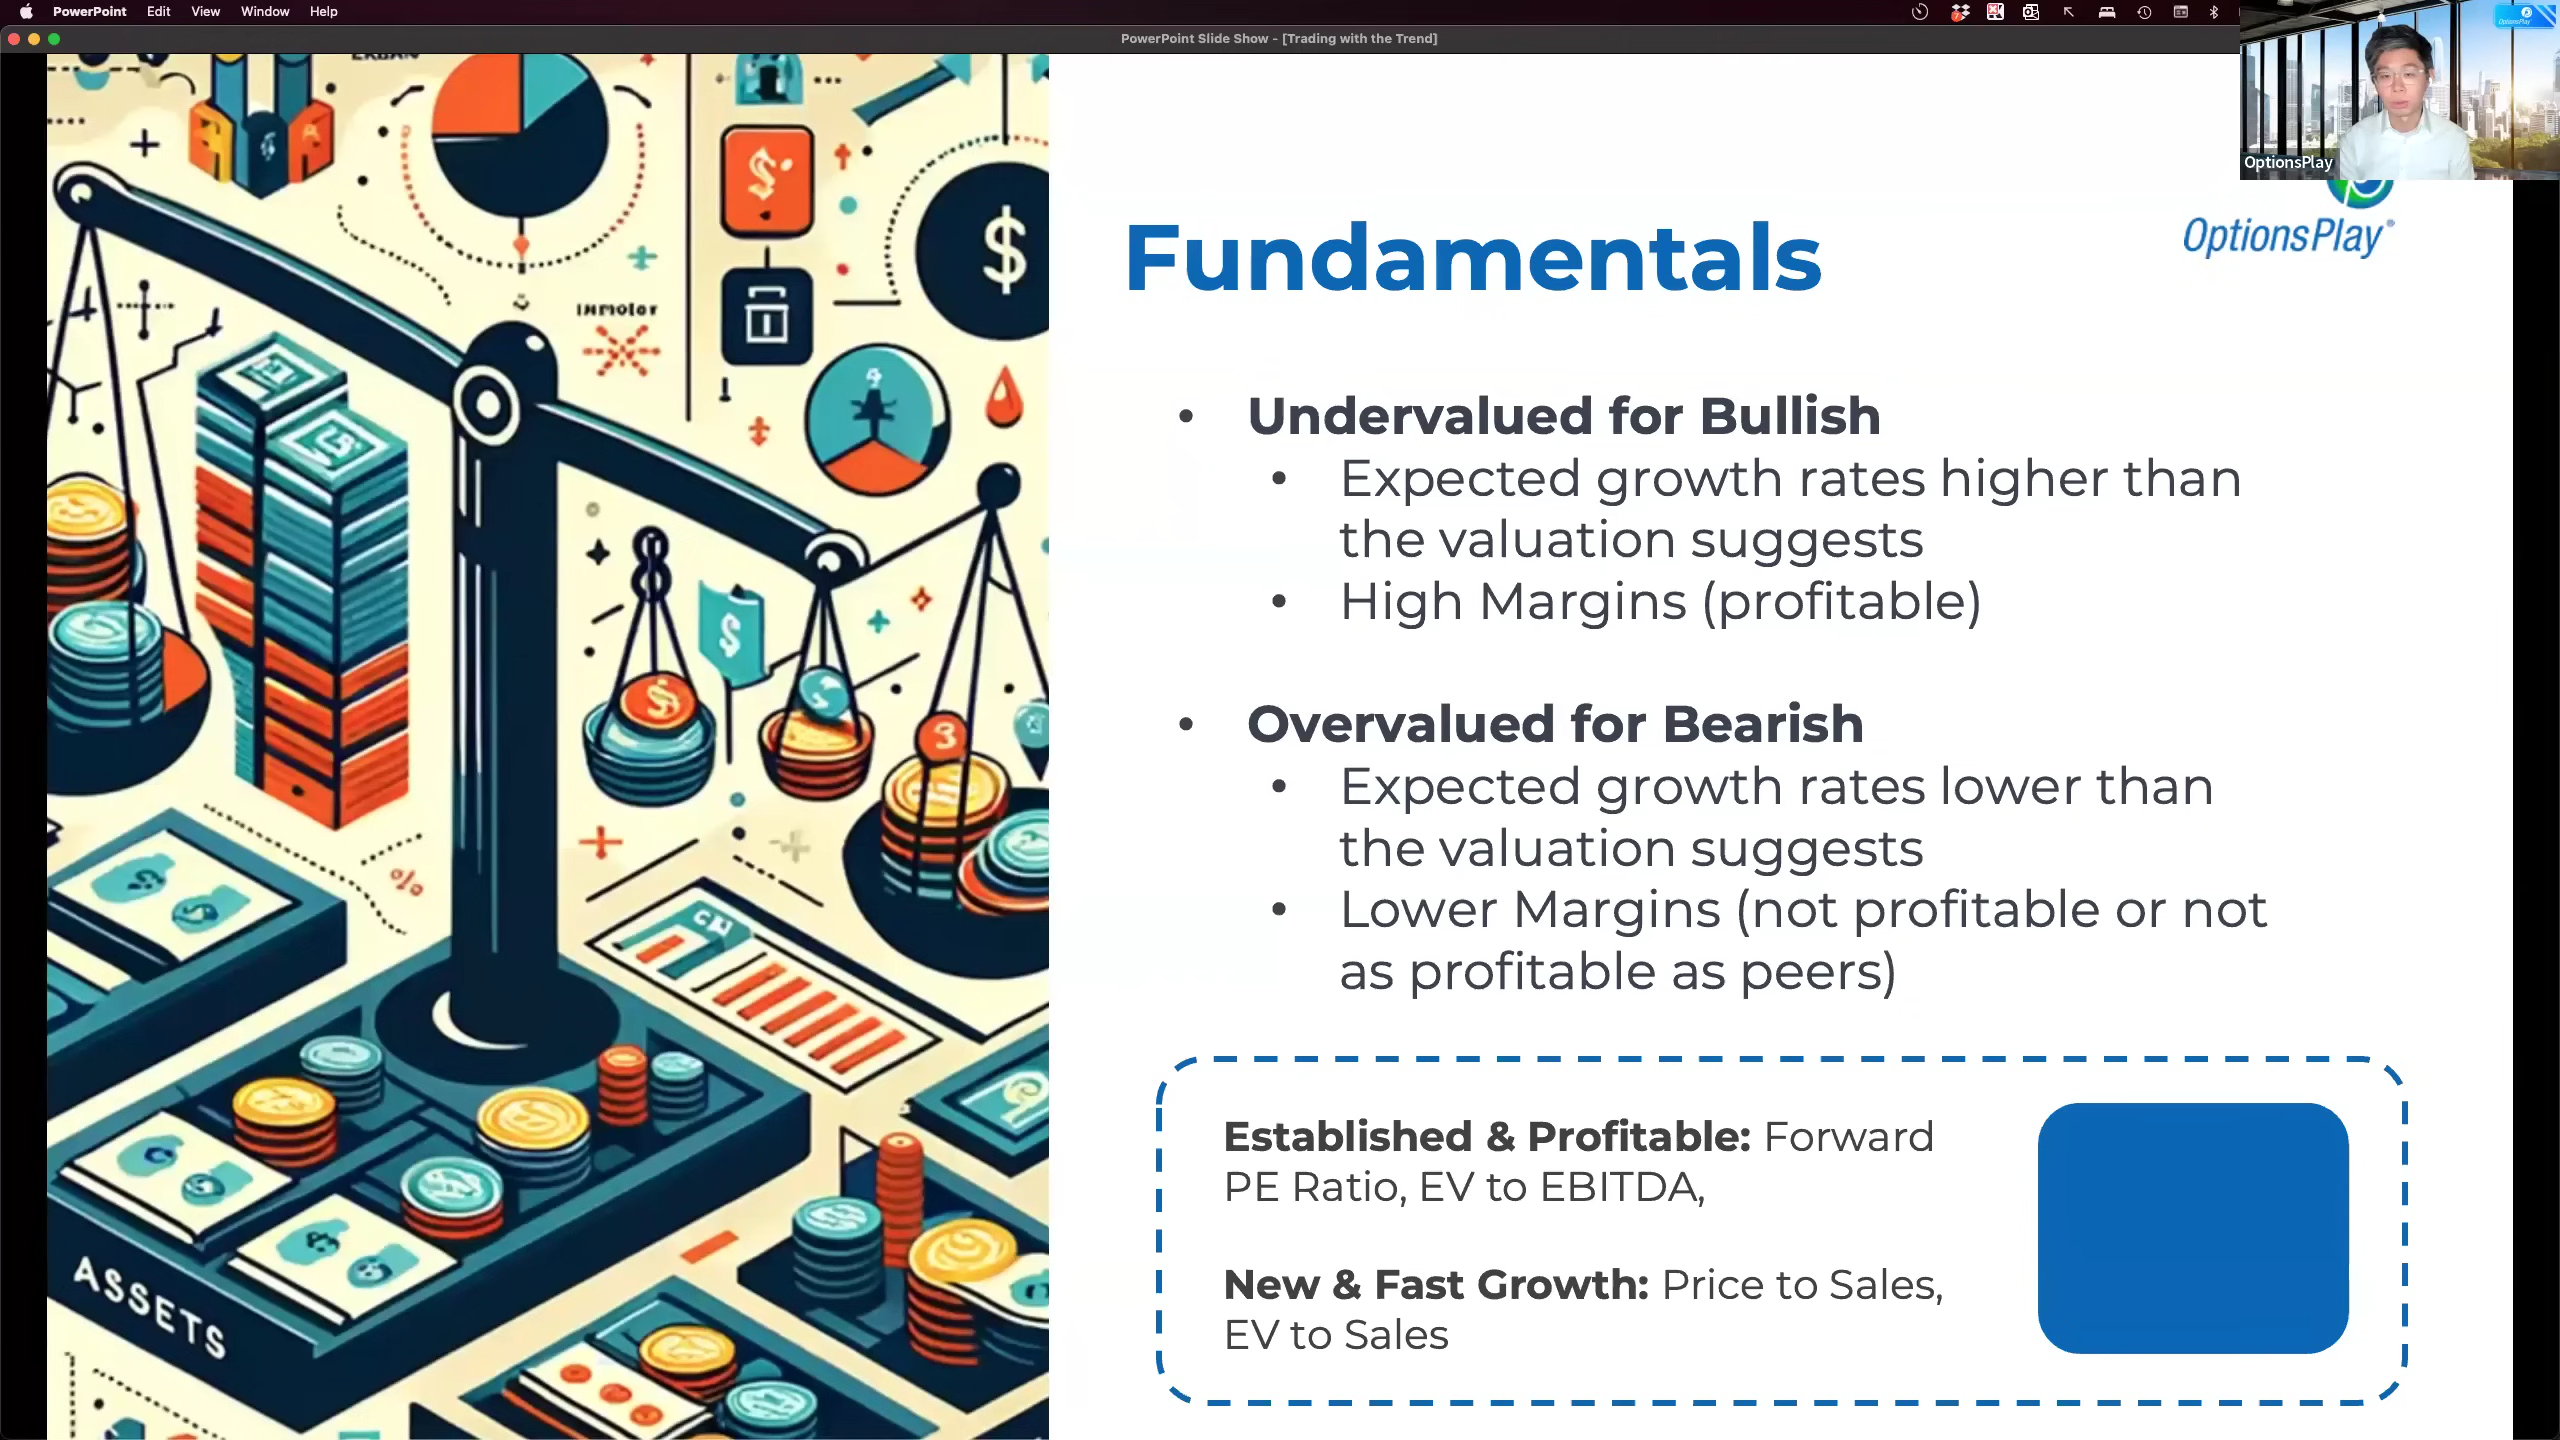 PowerPoint Edit View Window Help
PowerPoint Slide Show - [Trading with the Trend]
OptionsPlay
OptionsPlay
Fundamentals
• Undervalued for Bullish
• Expected growth rates higher than
the valuation suggests
• High Margins (profitable)
• Overvalued for Bearish
• Expected growth rates lower than
the valuation suggests
• Lower Margins (not profitable or not
as profitable as peers)
Established & Profitable: Forward
PE Ratio, EV to EBITDA,
New & Fast Growth: Price to Sales,
EV to Sales
$
$
$
$
%
3
ASSETS